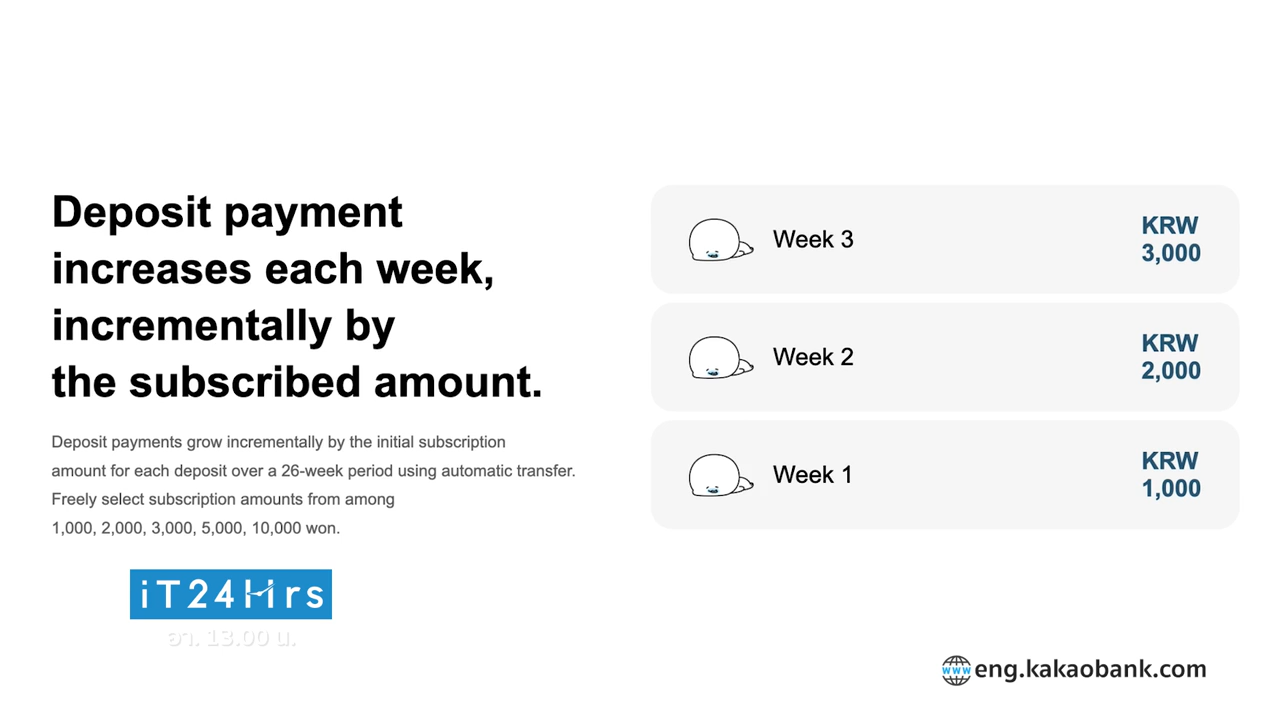 Deposit payment
increases each week,
incrementally by
the subscribed amount.
Deposit payments grow incrementally by the initial subscription
amount for each deposit over a 26-week period using automatic transfer.
Freely select subscription amounts from among
1,000, 2,000, 3,000, 5,000, 10,000 won.
Week 3
KRW
3,000
Week 2
KRW
2,000
Week 1
KRW
1,000
iT24Hrs
อา. 13.00 น.
www
eng.kakaobank.com